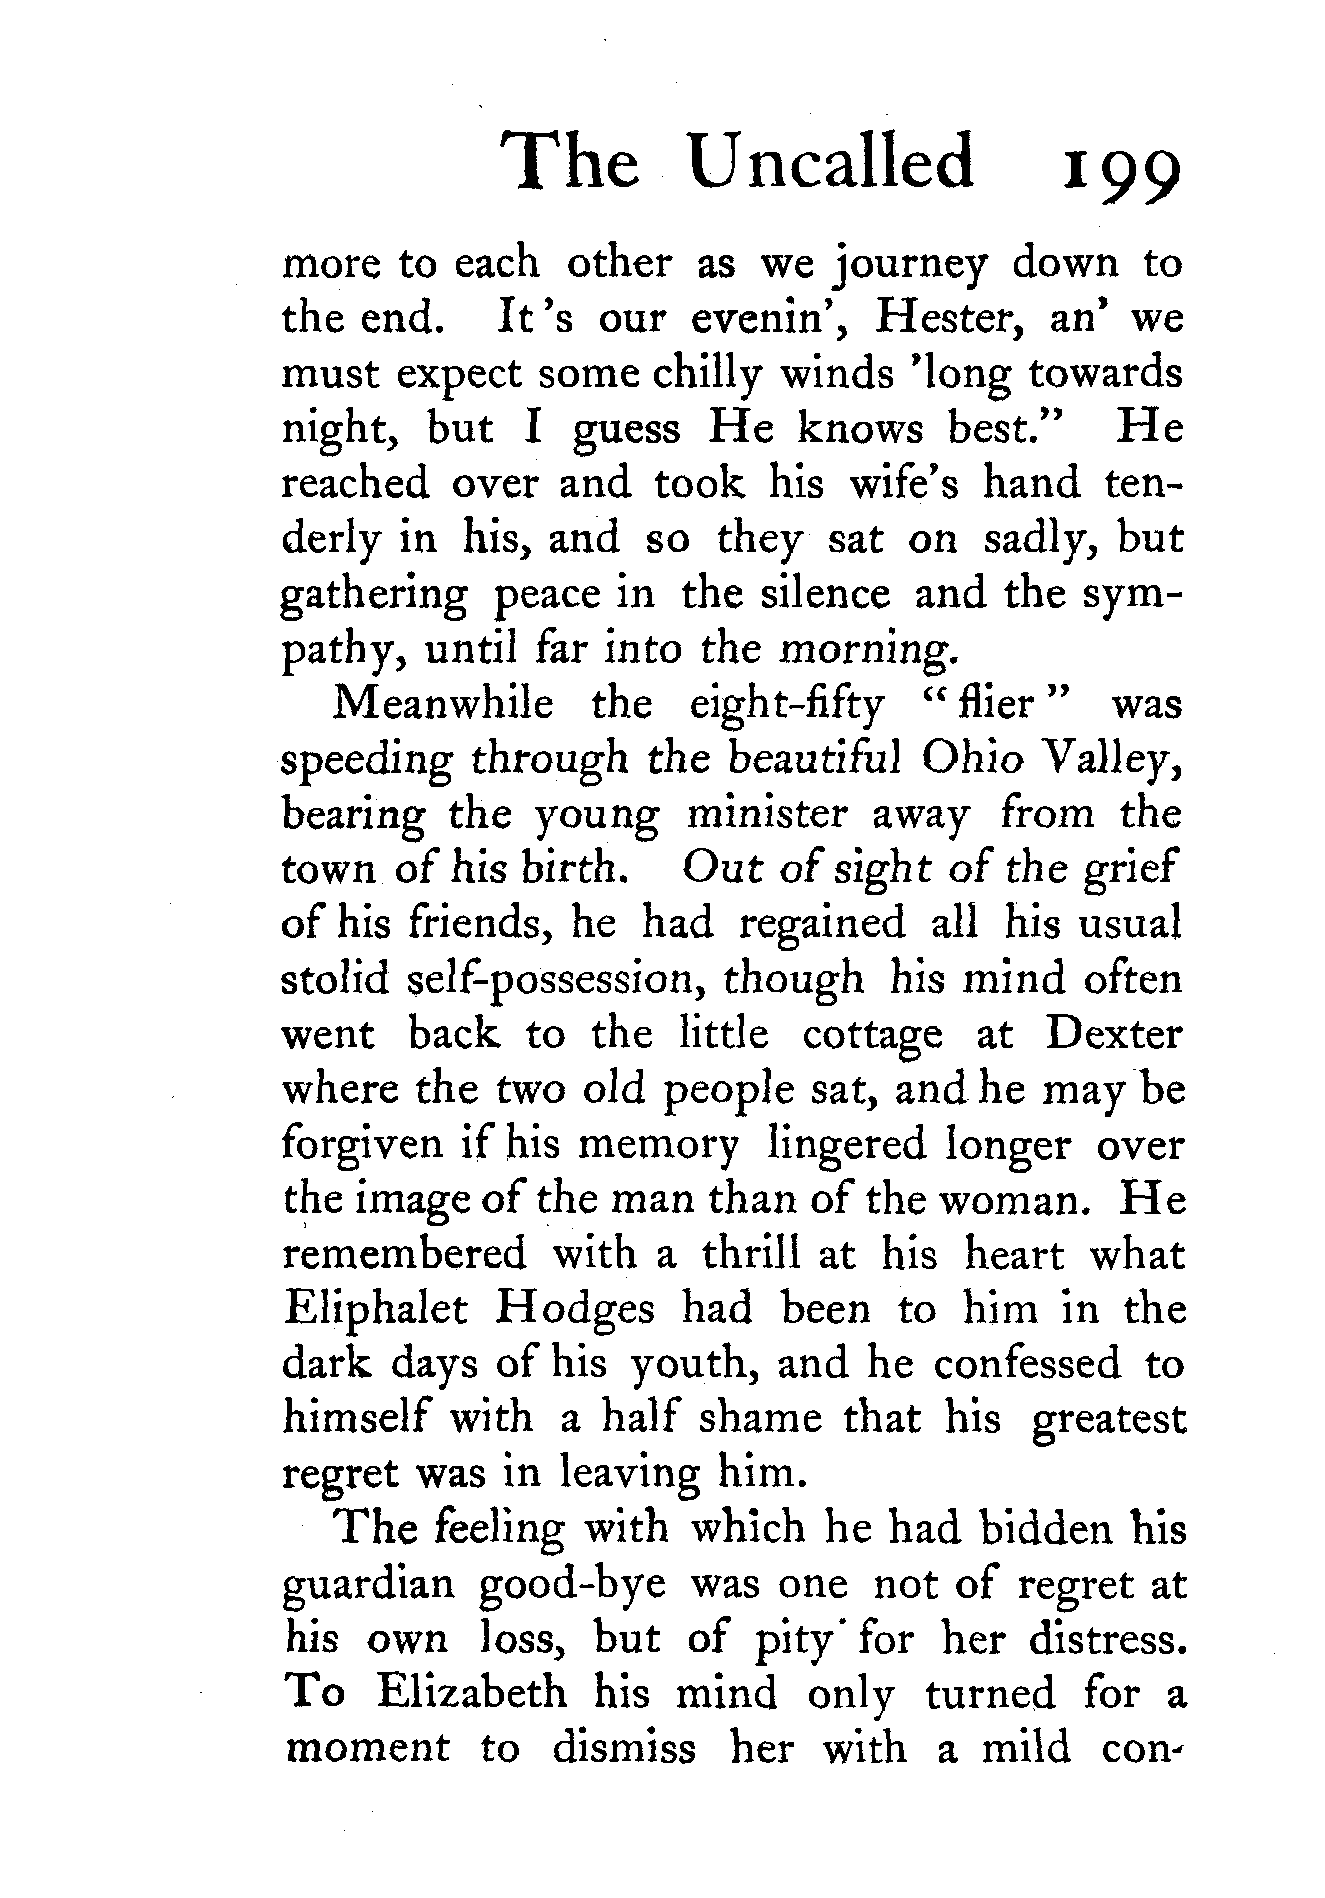 The Uncalled 199
more to each other as we journey down to
the end. It 's our evenin', Hester, an' we
must expect some chilly winds 'long towards
night, but I guess He knows best." He
reached over and took his wife's hand ten-
derly in his, and so they sat on sadly, but
gathering peace in the silence and the sym-
pathy, until far into the morning.
Meanwhile the eight-fifty " flier " was
speeding through the beautiful Ohio Valley,
bearing the young minister away from the
town of his birth. Out of sight of the grief
of his friends, he had regained all his usual
stolid self-possession, though his mind often
went back to the little cottage at Dexter
where the two old people sat, and he may be
forgiven if his memory lingered longer over
the image of the man than of the woman. He
remembered with a thrill at his heart what
Eliphalet Hodges had been to him in the
dark days of his youth, and he confessed to
himself with a half shame that his greatest
regret was in leaving him.
The feeling with which he had bidden his
guardian good-bye was one not of regret at
his own loss, but of pity for her distress.
To Elizabeth his mind only turned for a
moment to dismiss her with a mild con-